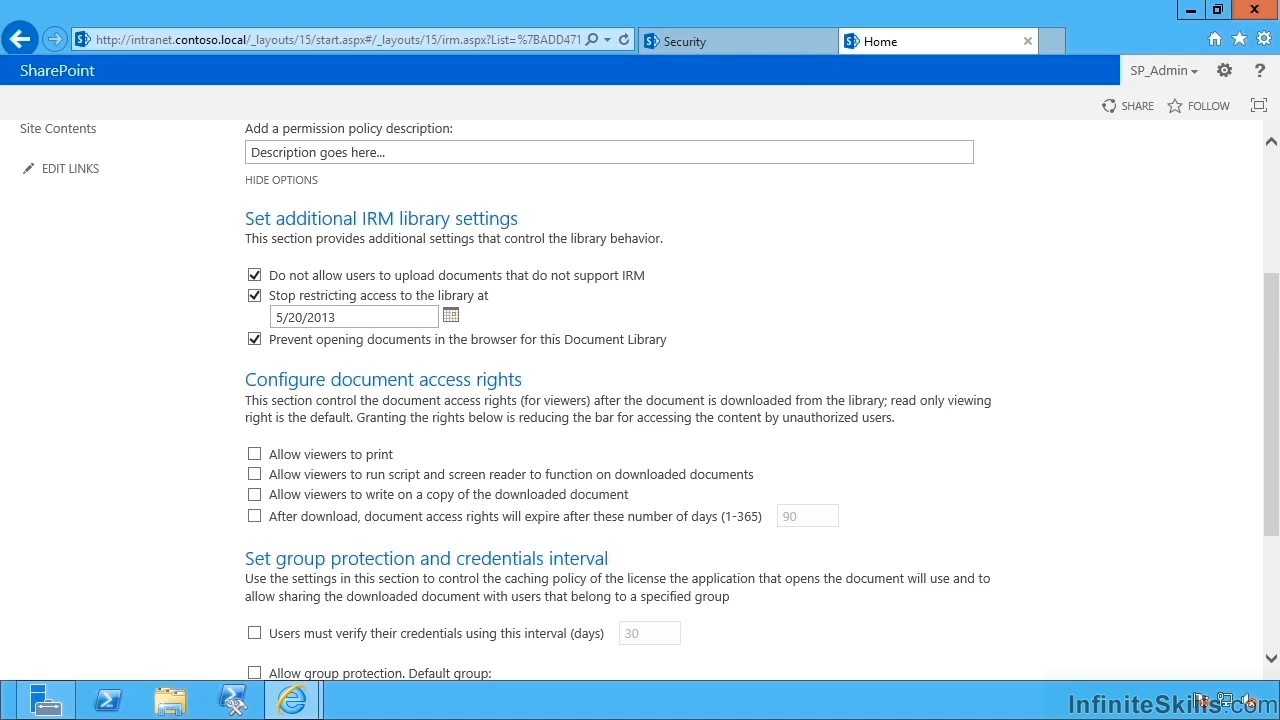 http://intranet.contoso.local/_layouts/15/start.aspx#/_layouts/15/irm.aspx?List=%7BADD471
Security
Home
SharePoint
SP_Admin
?
SHARE
FOLLOW
Site Contents
EDIT LINKS
Add a permission policy description:
Description goes here...
HIDE OPTIONS
Set additional IRM library settings
This section provides additional settings that control the library behavior.
Do not allow users to upload documents that do not support IRM
Stop restricting access to the library at
5/20/2013
Prevent opening documents in the browser for this Document Library
Configure document access rights
This section control the document access rights (for viewers) after the document is downloaded from the library; read only viewing
right is the default. Granting the rights below is reducing the bar for accessing the content by unauthorized users.
Allow viewers to print
Allow viewers to run script and screen reader to function on downloaded documents
Allow viewers to write on a copy of the downloaded document
After download, document access rights will expire after these number of days (1-365) 90
Set group protection and credentials interval
Use the settings in this section to control the caching policy of the license the application that opens the document will use and to
allow sharing the downloaded document with users that belong to a specified group
Users must verify their credentials using this interval (days) 30
Allow group protection. Default group:
InfiniteSkills.com